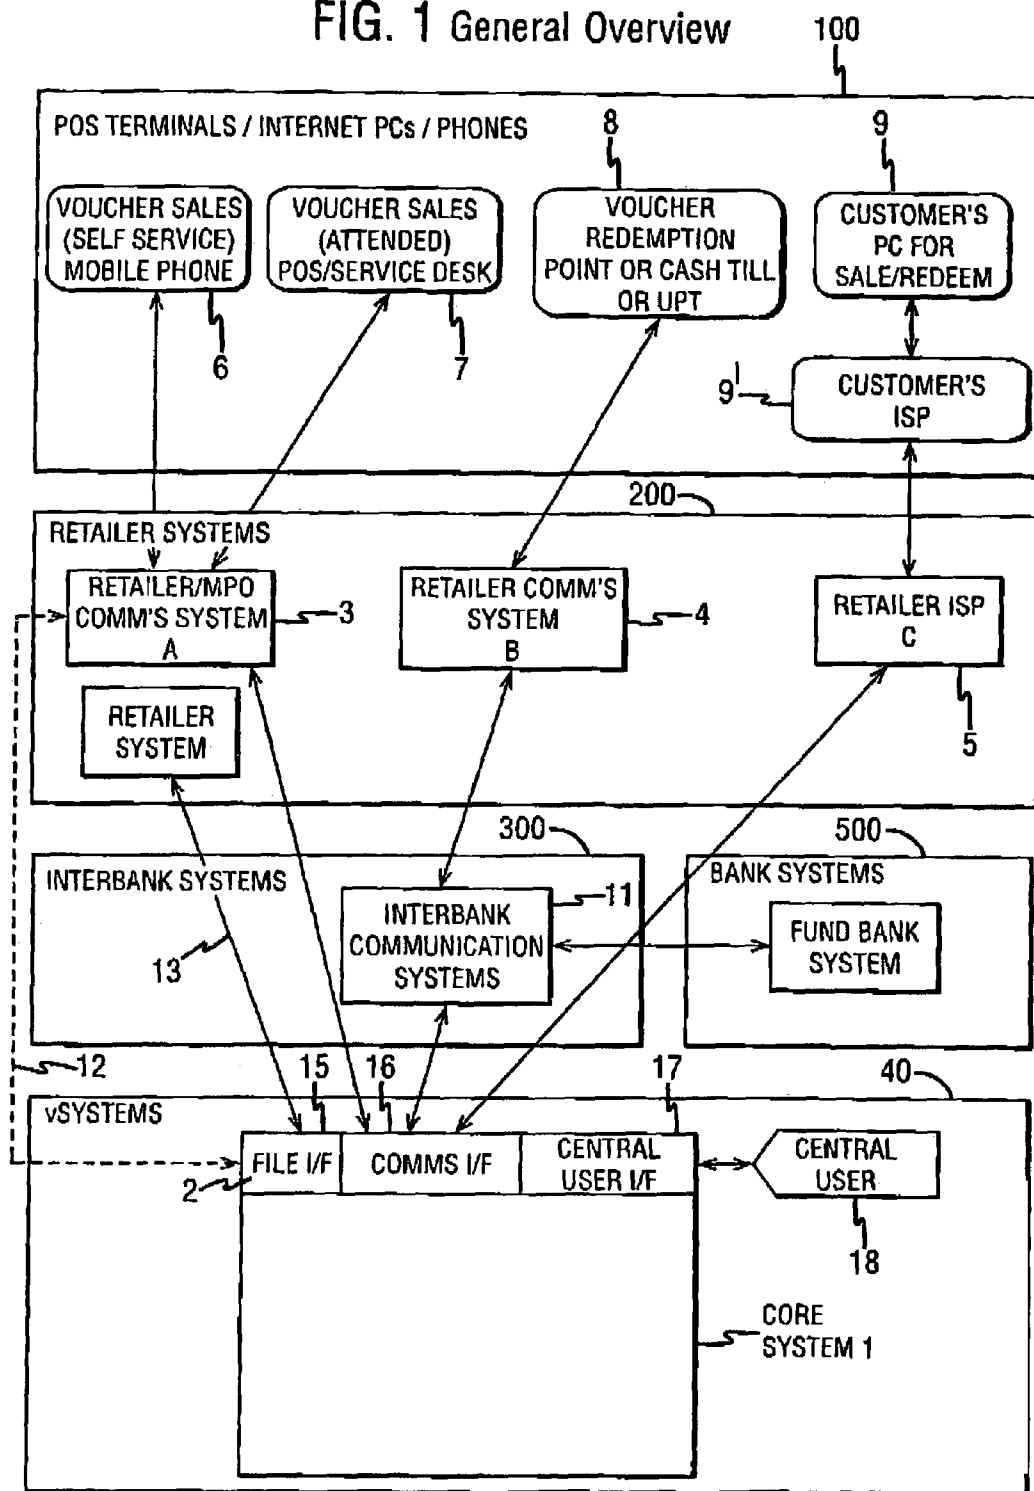 FIG. 1 General Overview
100
POS TERMINALS / INTERNET PCs / PHONES
8
9
VOUCHER SALES
(SELF SERVICE)
MOBILE PHONE
VOUCHER SALES
(ATTENDED)
POS/SERVICE DESK
VOUCHER
REDEMPTION
POINT OR CASH TILL
OR UPT
CUSTOMER'S
PC FOR
SALE/REDEEM
6
7
9'
CUSTOMER'S
ISP
200
RETAILER SYSTEMS
RETAILER/MPO
COMM'S SYSTEM
A
3
RETAILER COMM'S
SYSTEM
B
4
RETAILER ISP
C
5
RETAILER
SYSTEM
300
500
INTERBANK SYSTEMS
BANK SYSTEMS
INTERBANK
COMMUNICATION
SYSTEMS
11
FUND BANK
SYSTEM
13
12
15
16
17
40
vSYSTEMS
FILE I/F
COMMS I/F
CENTRAL
USER I/F
CENTRAL
USER
2
18
CORE
SYSTEM 1